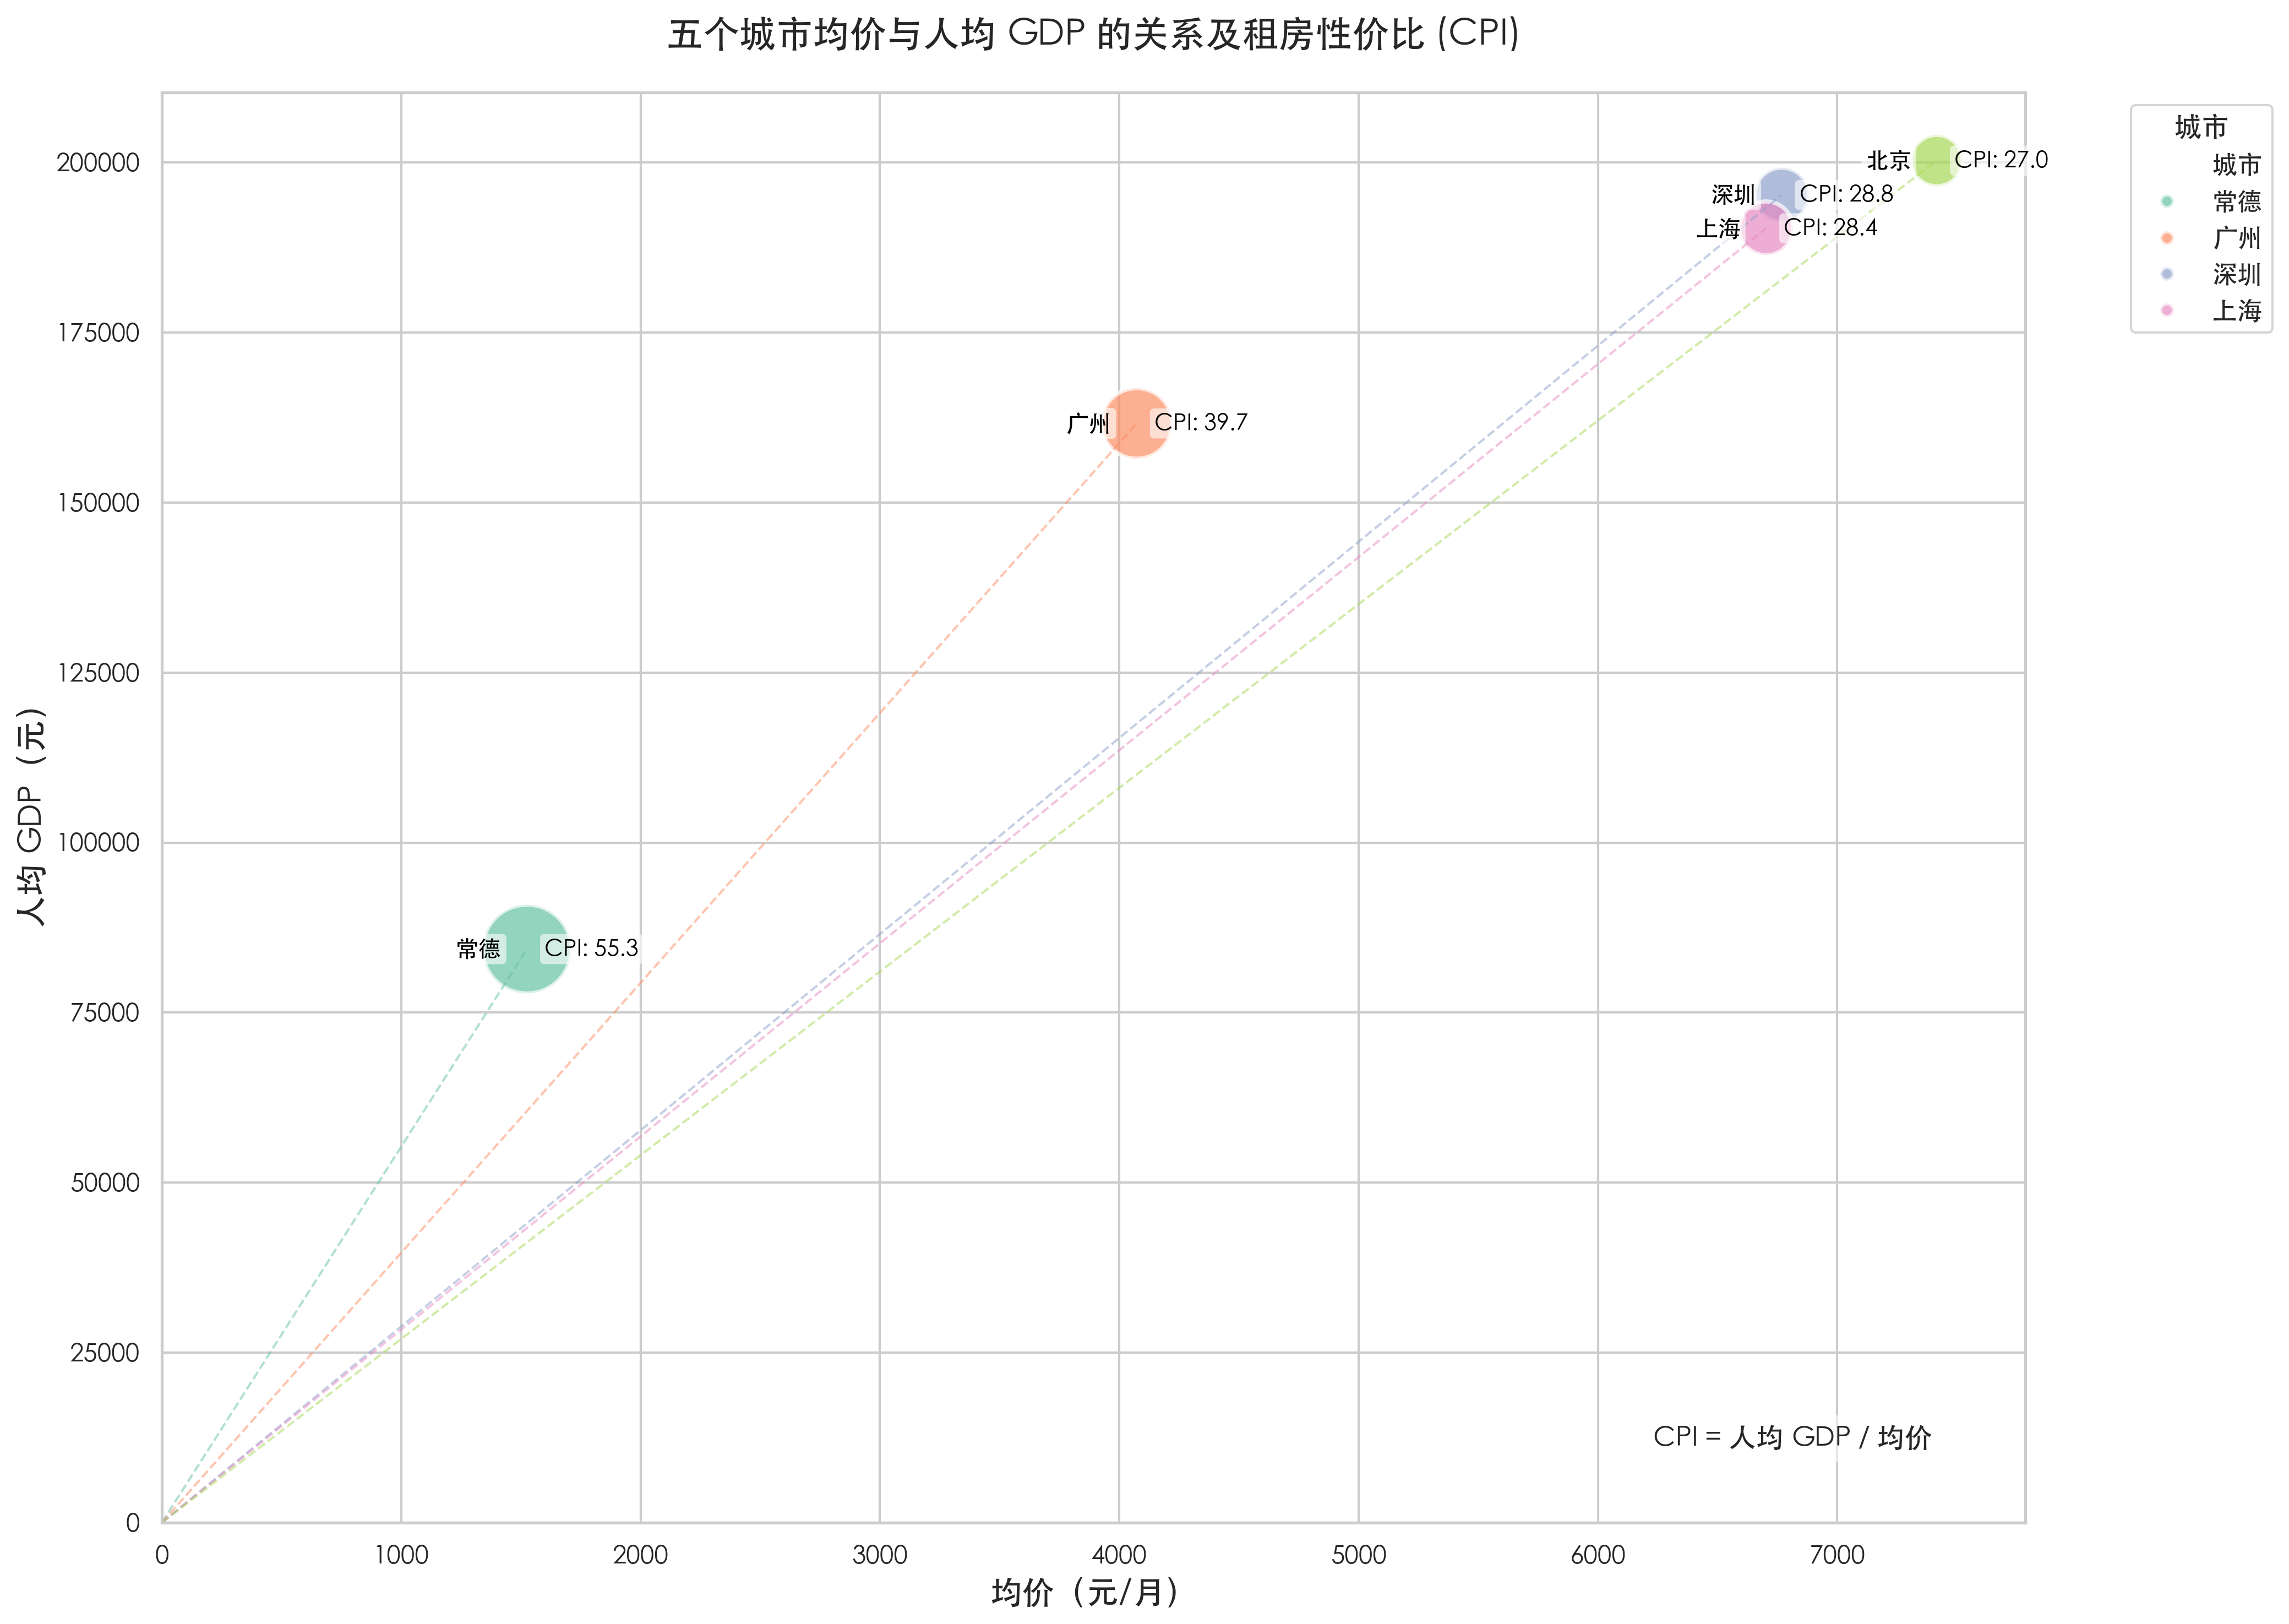 五个城市均价与人均 GDP 的关系及租房性价比 (CPI)
城市
城市
常德
广州
深圳
上海
人均 GDP（元）
200000
175000
150000
125000
100000
75000
50000
25000
0
北京 CPI: 27.0
深圳 CPI: 28.8
上海 CPI: 28.4
广州 CPI: 39.7
常德 CPI: 55.3
CPI = 人均 GDP / 均价
0 1000 2000 3000 4000 5000 6000 7000
均价（元/月）